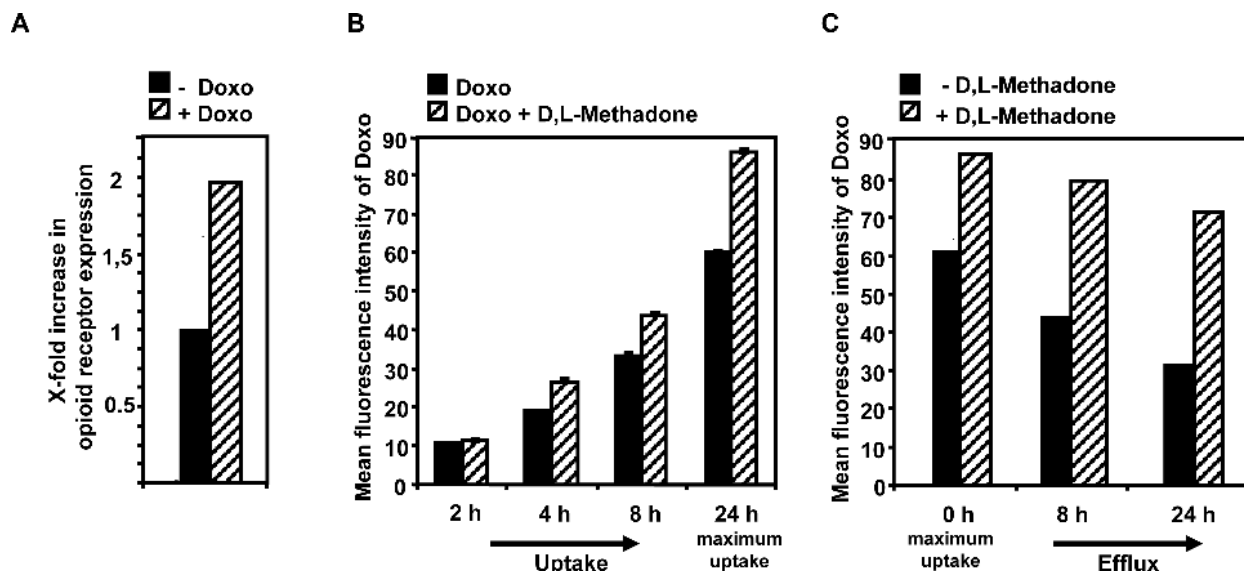 A
- Doxo
+ Doxo
X-fold increase in
opioid receptor expression
2
1,5
1
0.5
B
Doxo
Doxo + D,L-Methadone
Mean fluorescence intensity of Doxo
90
80
70
60
50
40
30
20
10
0
2 h
4 h
8 h
24 h
maximum
uptake
Uptake
C
- D,L-Methadone
+ D,L-Methadone
Mean fluorescence intensity of Doxo
90
80
70
60
50
40
30
20
10
0
0 h
8 h
24 h
maximum
uptake
Efflux